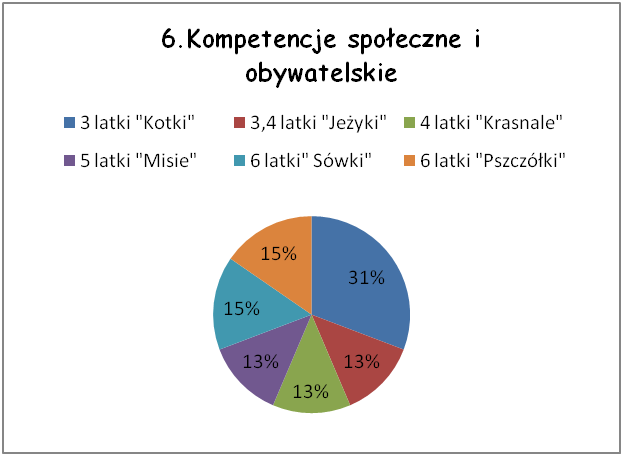 6.Kompetencje społeczne i
obywatelskie
3 latki "Kotki"
3,4 latki "Jeżyki"
4 latki "Krasnale"
5 latki "Misie"
6 latki" Sówki"
6 latki "Pszczółki"
15%
31%
15%
13%
13%
13%